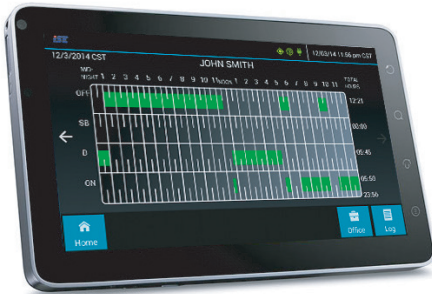 ISE
12/03/14 11:56 pm CST
12/3/2014 CST
JOHN SMITH
MID-NIGHT 1 2 3 4 5 6 7 8 9 10 11 NOON 1 2 3 4 5 6 7 8 9 10 11 TOTAL HOURS
OFF 12:21
SB 00:00
D 05:45
ON 05:50
23:56
Home
Office
Log